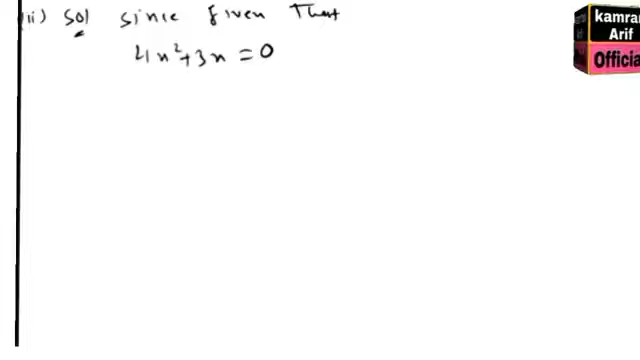 ii) Sol since given That
4x²+3x=0
kamran
Arif
Official